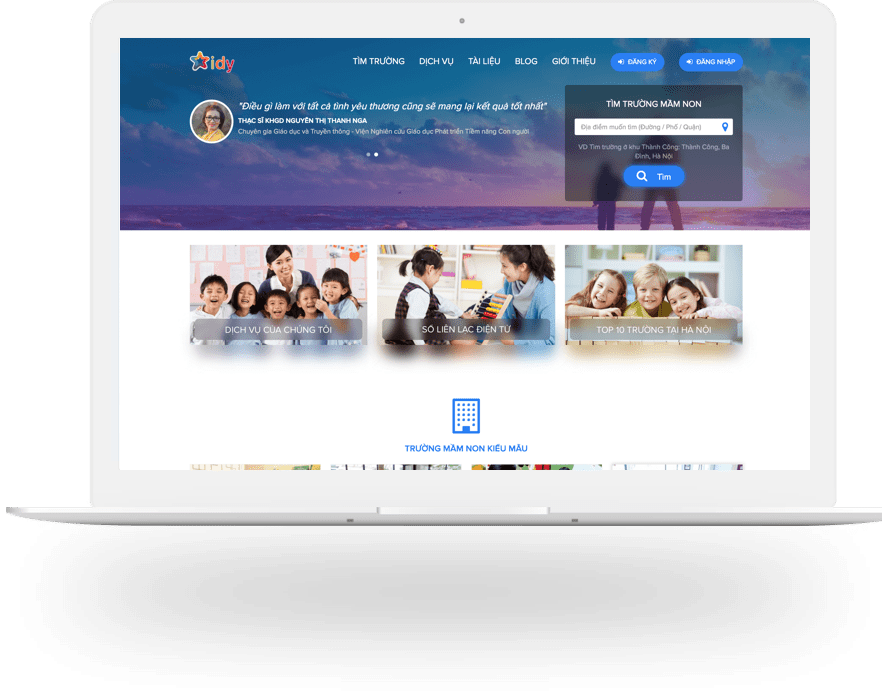 idy
TÌM TRƯỜNG DỊCH VỤ TÀI LIỆU BLOG GIỚI THIỆU ĐĂNG KÝ ĐĂNG NHẬP
"Điều gì làm với tất cả tình yêu thương cũng sẽ mang lại kết quả tốt nhất"
THẠC SĨ KHGD NGUYỄN THỊ THANH NGA
Chuyên gia Giáo dục và Truyền thông - Viện Nghiên cứu Giáo dục Phát triển Tiềm năng Con người
TÌM TRƯỜNG MẦM NON
Địa điểm muốn tìm (Đường / Phố / Quận)
VD Tìm trường ở khu Thành Công: Thành Công, Ba
Đình, Hà Nội
Tìm
DỊCH VỤ CỦA CHÚNG TÔI
SỔ LIÊN LẠC ĐIỆN TỬ
TOP 10 TRƯỜNG TẠI HÀ NỘI
TRƯỜNG MẦM NON KIỂU MẪU